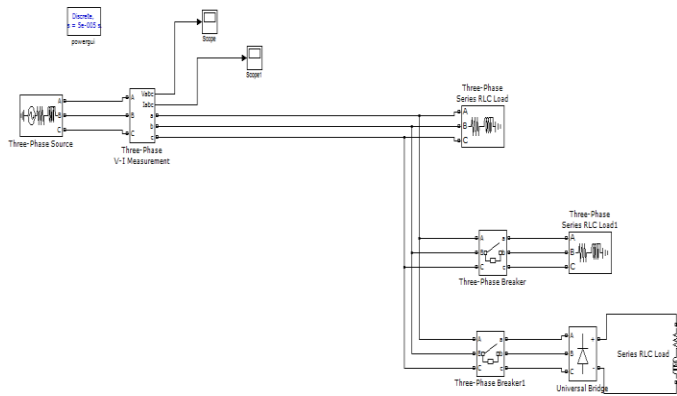 Discrete,
s = 5e-005 s.
powergui
Scope
Scope1
A
B
C
Three-Phase Source
A
B
C
Vabc
Iabc
a
b
c
Three-Phase
V-I Measurement
Three-Phase
Series RLC Load
A
B
C
Three-Phase
Series RLC Load1
A
B
C
a
b
c
Three-Phase Breaker
A
B
C
A
B
C
a
b
c
Three-Phase Breaker1
A
B
C
+
-
Universal Bridge
Series RLC Load